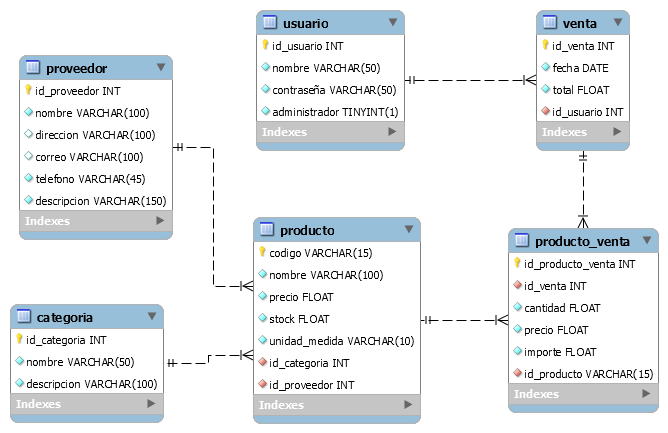 usuario
id_usuario INT
nombre VARCHAR(50)
contraseña VARCHAR(50)
administrador TINYINT(1)
Indexes
venta
id_venta INT
fecha DATE
total FLOAT
id_usuario INT
Indexes
proveedor
id_proveedor INT
nombre VARCHAR(100)
direccion VARCHAR(100)
correo VARCHAR(100)
telefono VARCHAR(45)
descripcion VARCHAR(150)
Indexes
producto
codigo VARCHAR(15)
nombre VARCHAR(100)
precio FLOAT
stock FLOAT
unidad_medida VARCHAR(10)
id_categoria INT
id_proveedor INT
Indexes
producto_venta
id_producto_venta INT
id_venta INT
cantidad FLOAT
precio FLOAT
importe FLOAT
id_producto VARCHAR(15)
Indexes
categoria
id_categoria INT
nombre VARCHAR(50)
descripcion VARCHAR(100)
Indexes